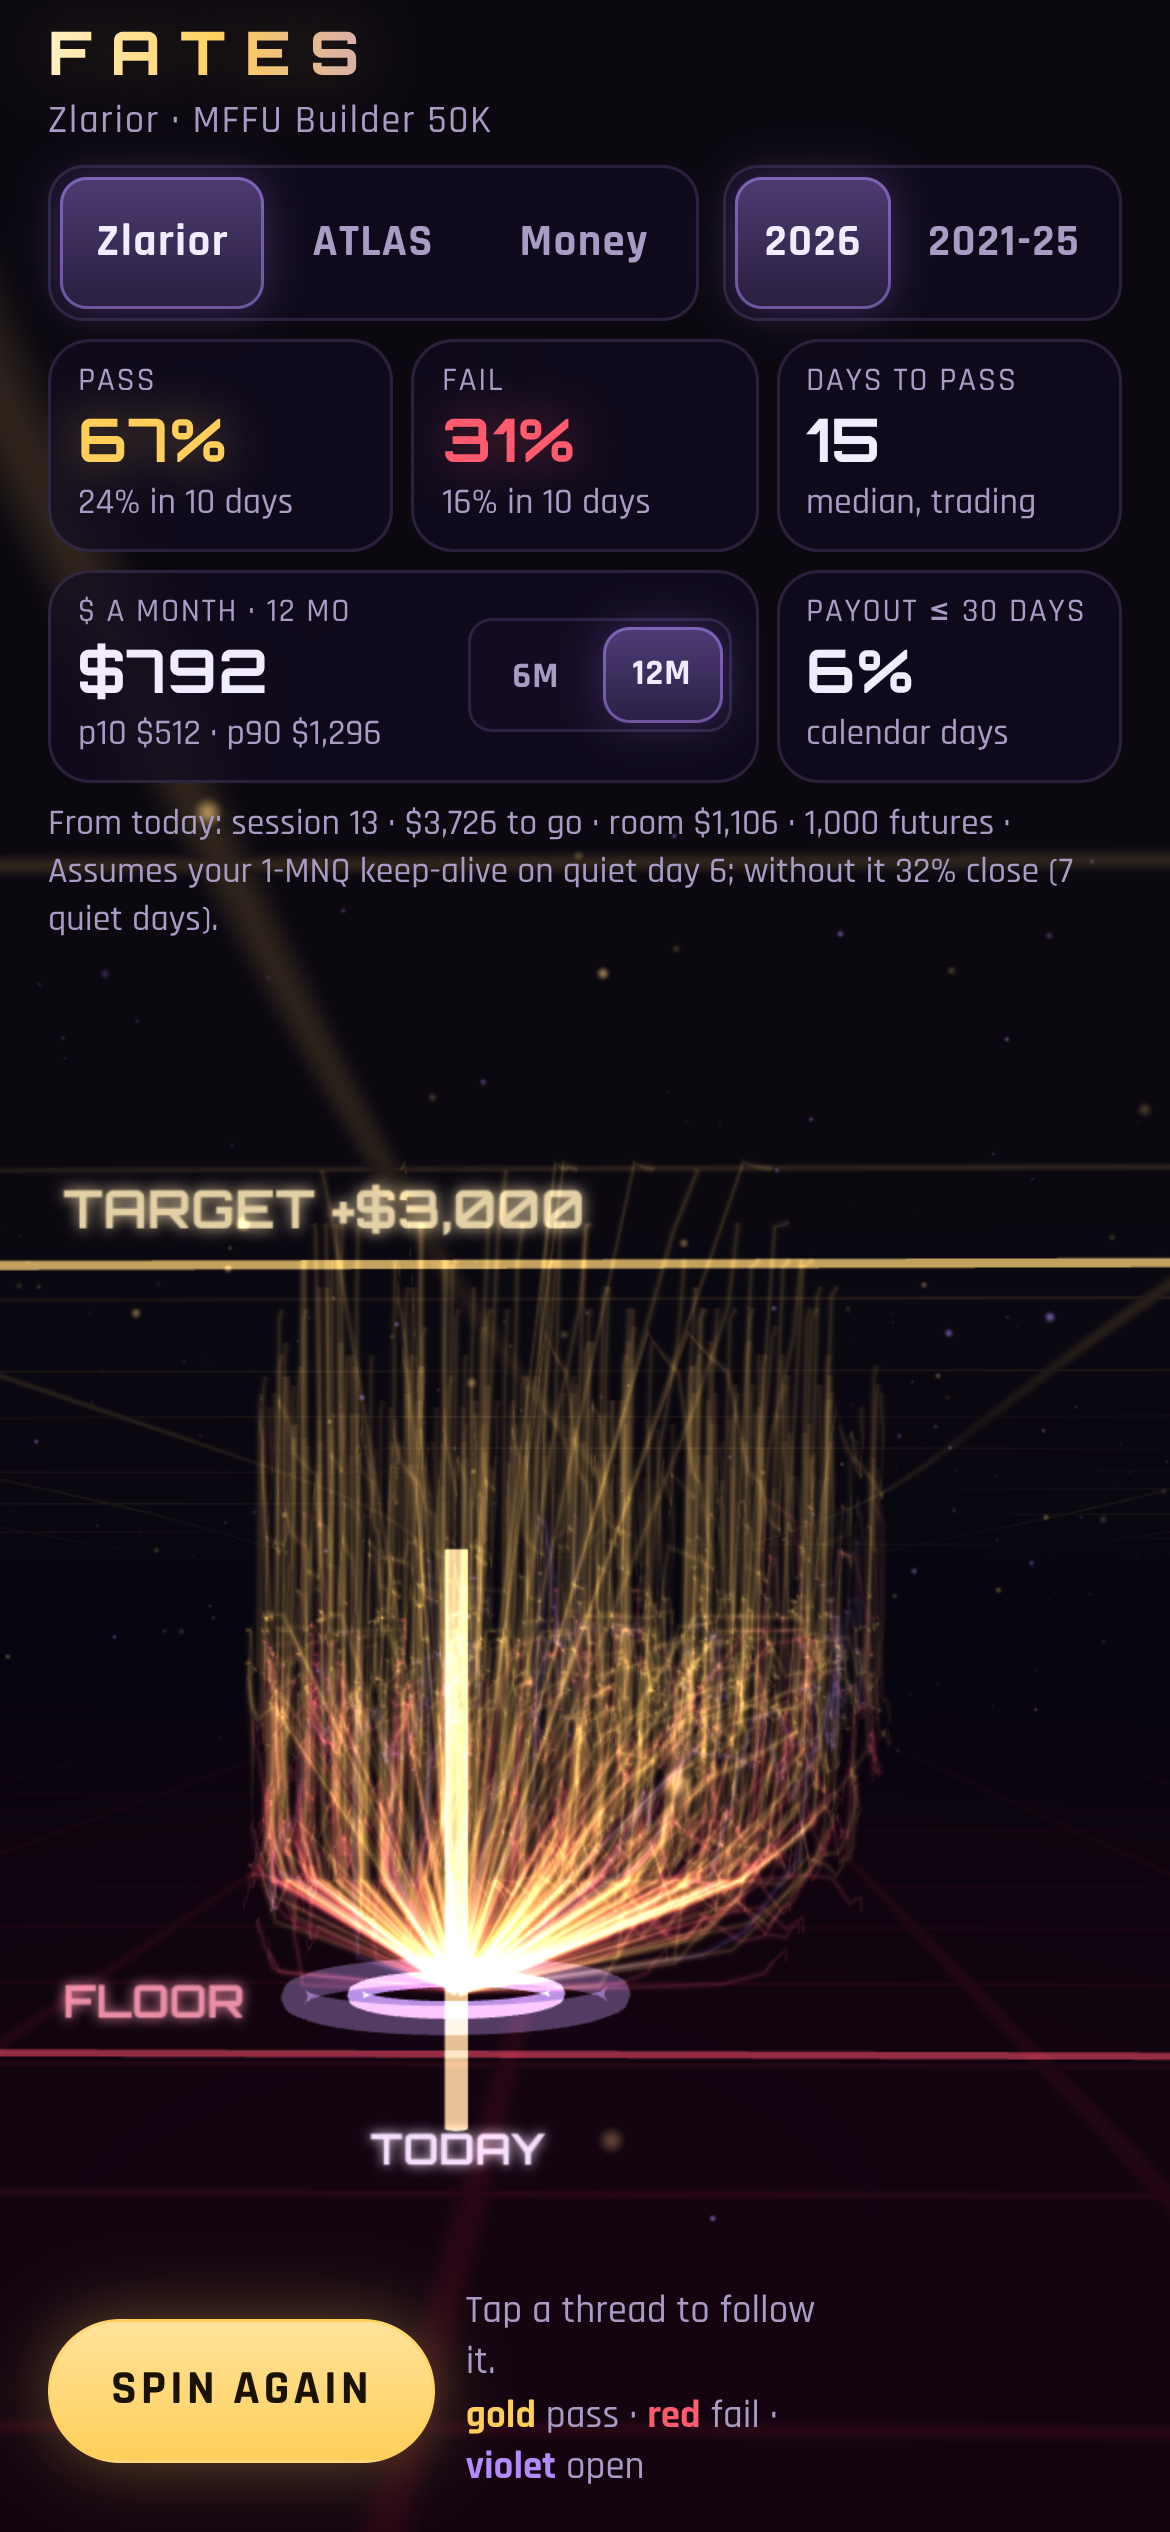 FATES
Zlarior · MFFU Builder 50K
Zlarior ATLAS Money 2026 2021-25
PASS FAIL DAYS TO PASS
67% 31% 15
24% in 10 days 16% in 10 days median, trading
$ A MONTH · 12 MO PAYOUT ≤ 30 DAYS
$792 6M 12M 6%
p10 $512 · p90 $1,296 calendar days
From today: session 13 · $3,726 to go · room $1,106 · 1,000 futures ·
Assumes your 1-MNQ keep-alive on quiet day 6; without it 32% close (7
quiet days).
TARGET +$3,000
FLOOR
TODAY
SPIN AGAIN
Tap a thread to follow
it.
gold pass · red fail ·
violet open